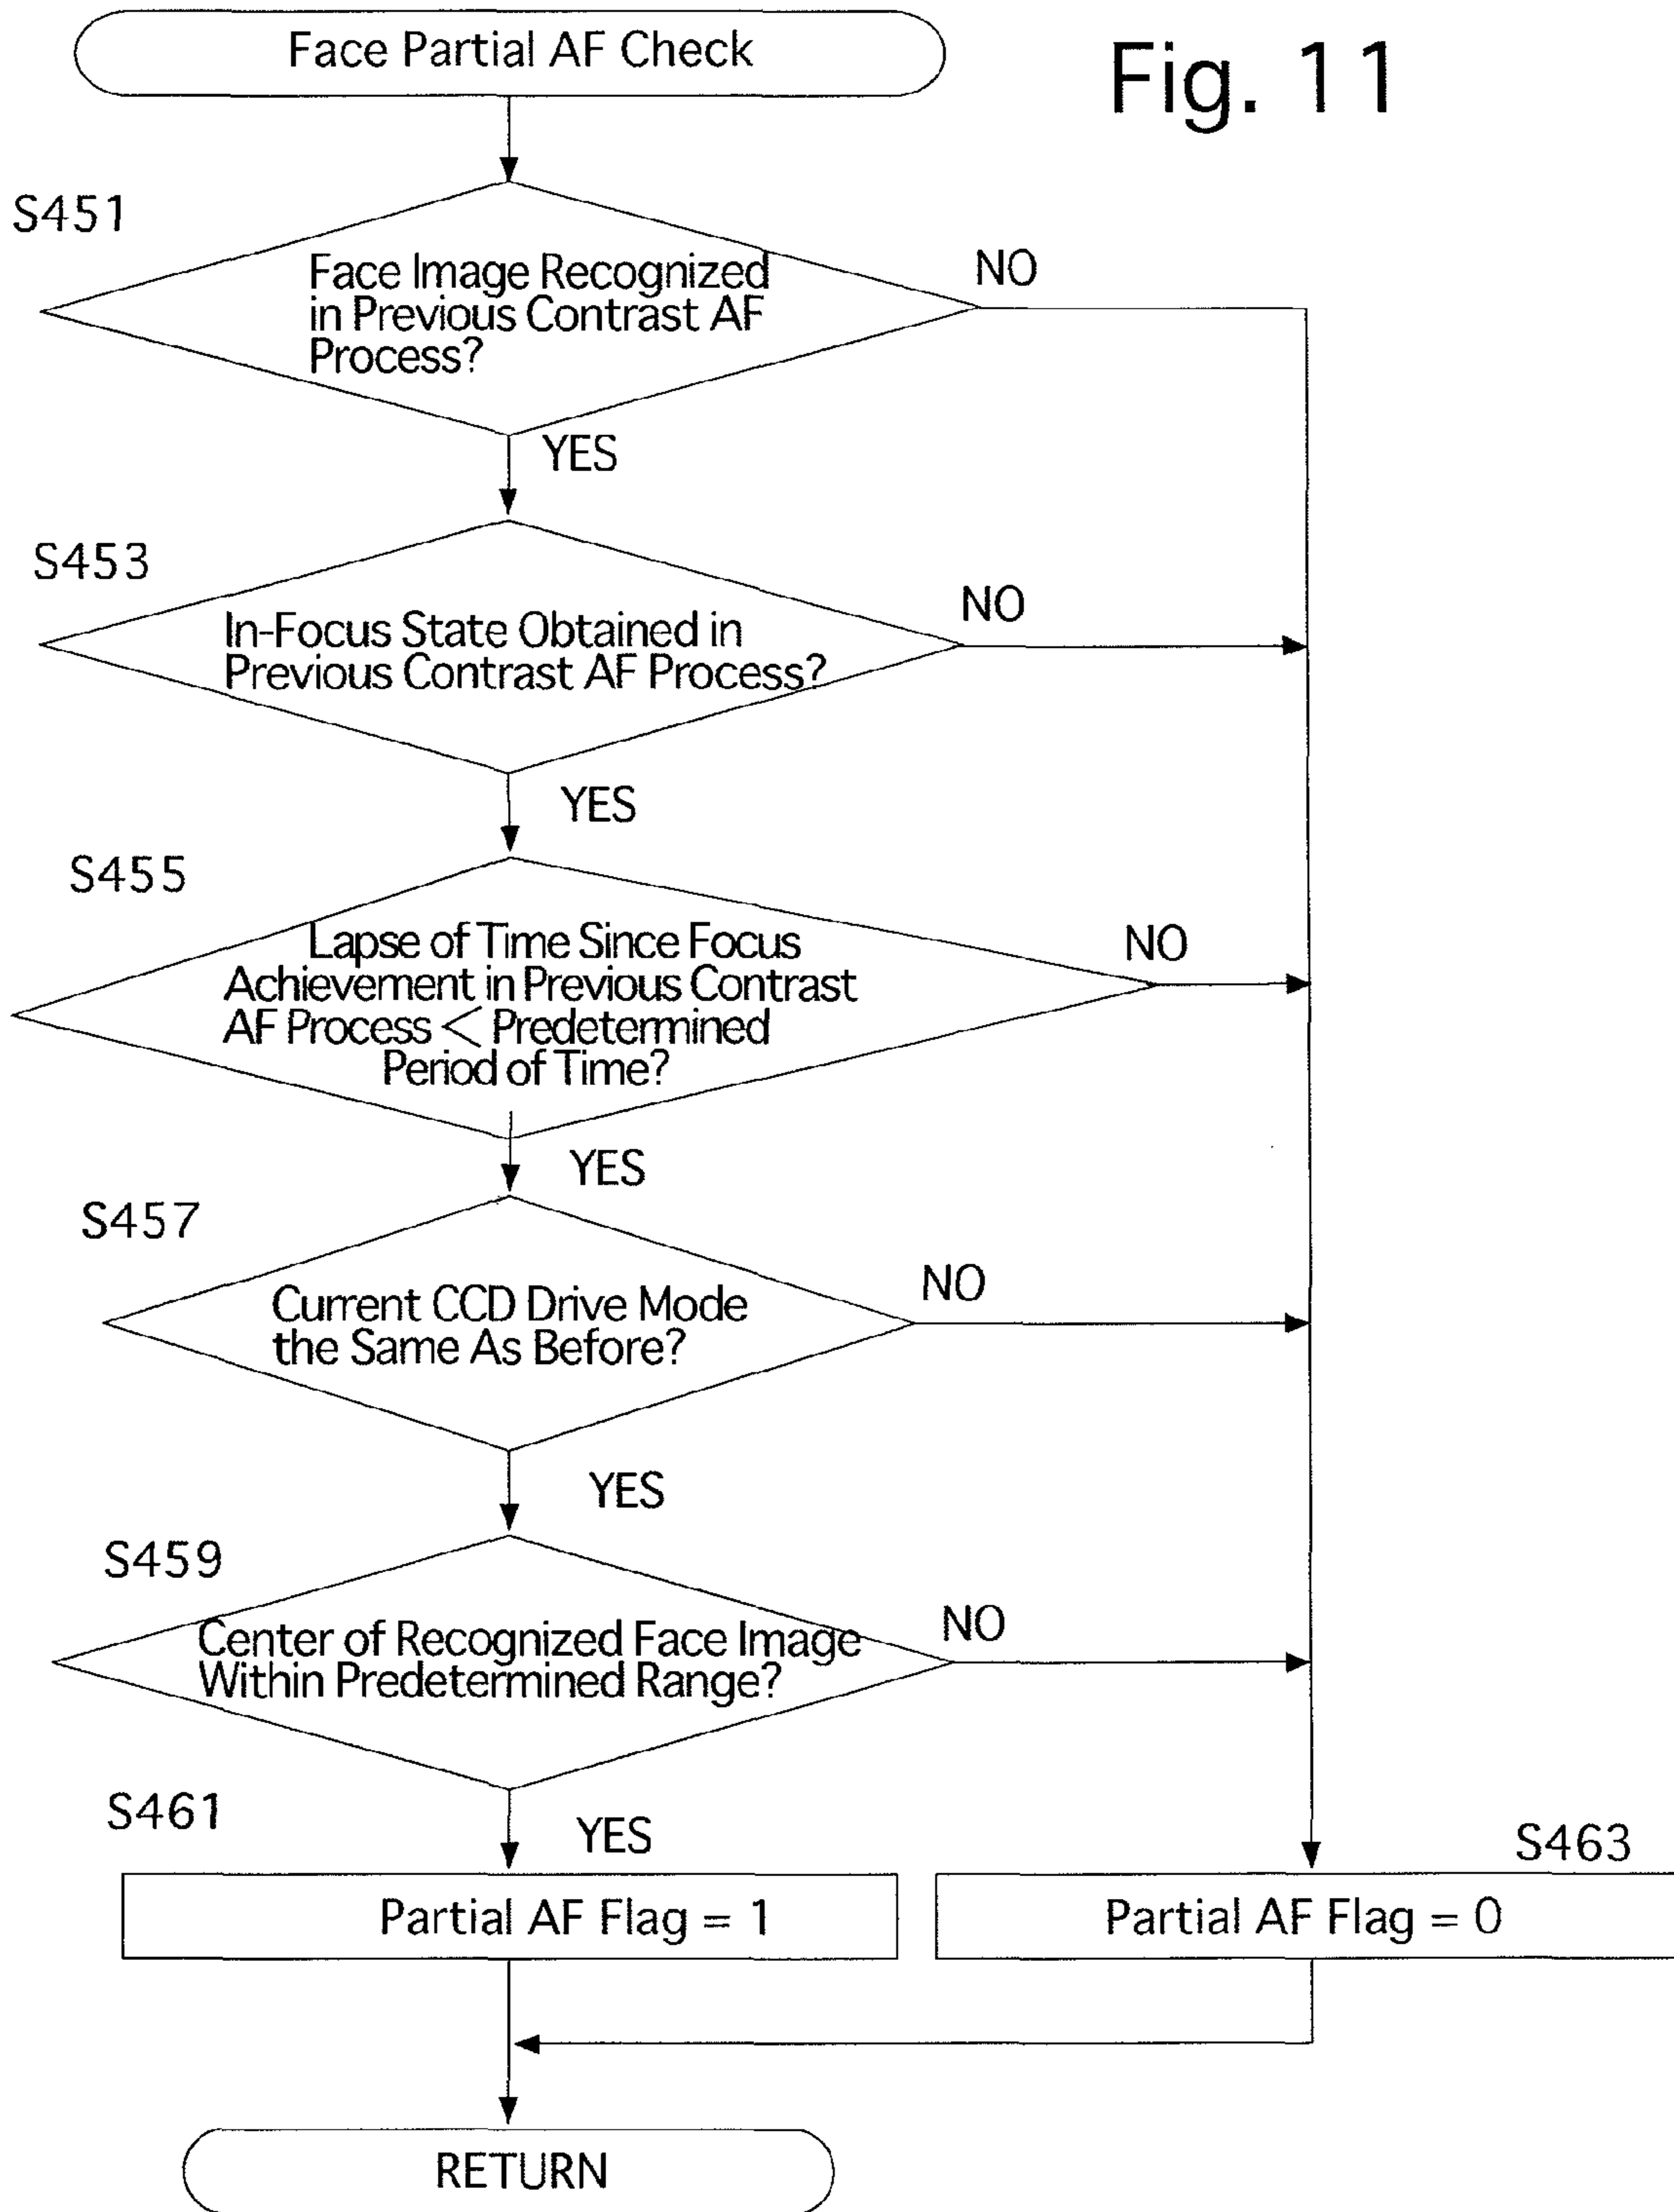 Face Partial AF Check
Fig. 11
S451
Face Image Recognized
in Previous Contrast AF
Process?
NO
YES
S453
In-Focus State Obtained in
Previous Contrast AF Process?
NO
YES
S455
Lapse of Time Since Focus
Achievement in Previous Contrast
AF Process < Predetermined
Period of Time?
NO
YES
S457
Current CCD Drive Mode
the Same As Before?
NO
YES
S459
Center of Recognized Face Image
Within Predetermined Range?
NO
YES
S461
Partial AF Flag = 1
S463
Partial AF Flag = 0
RETURN